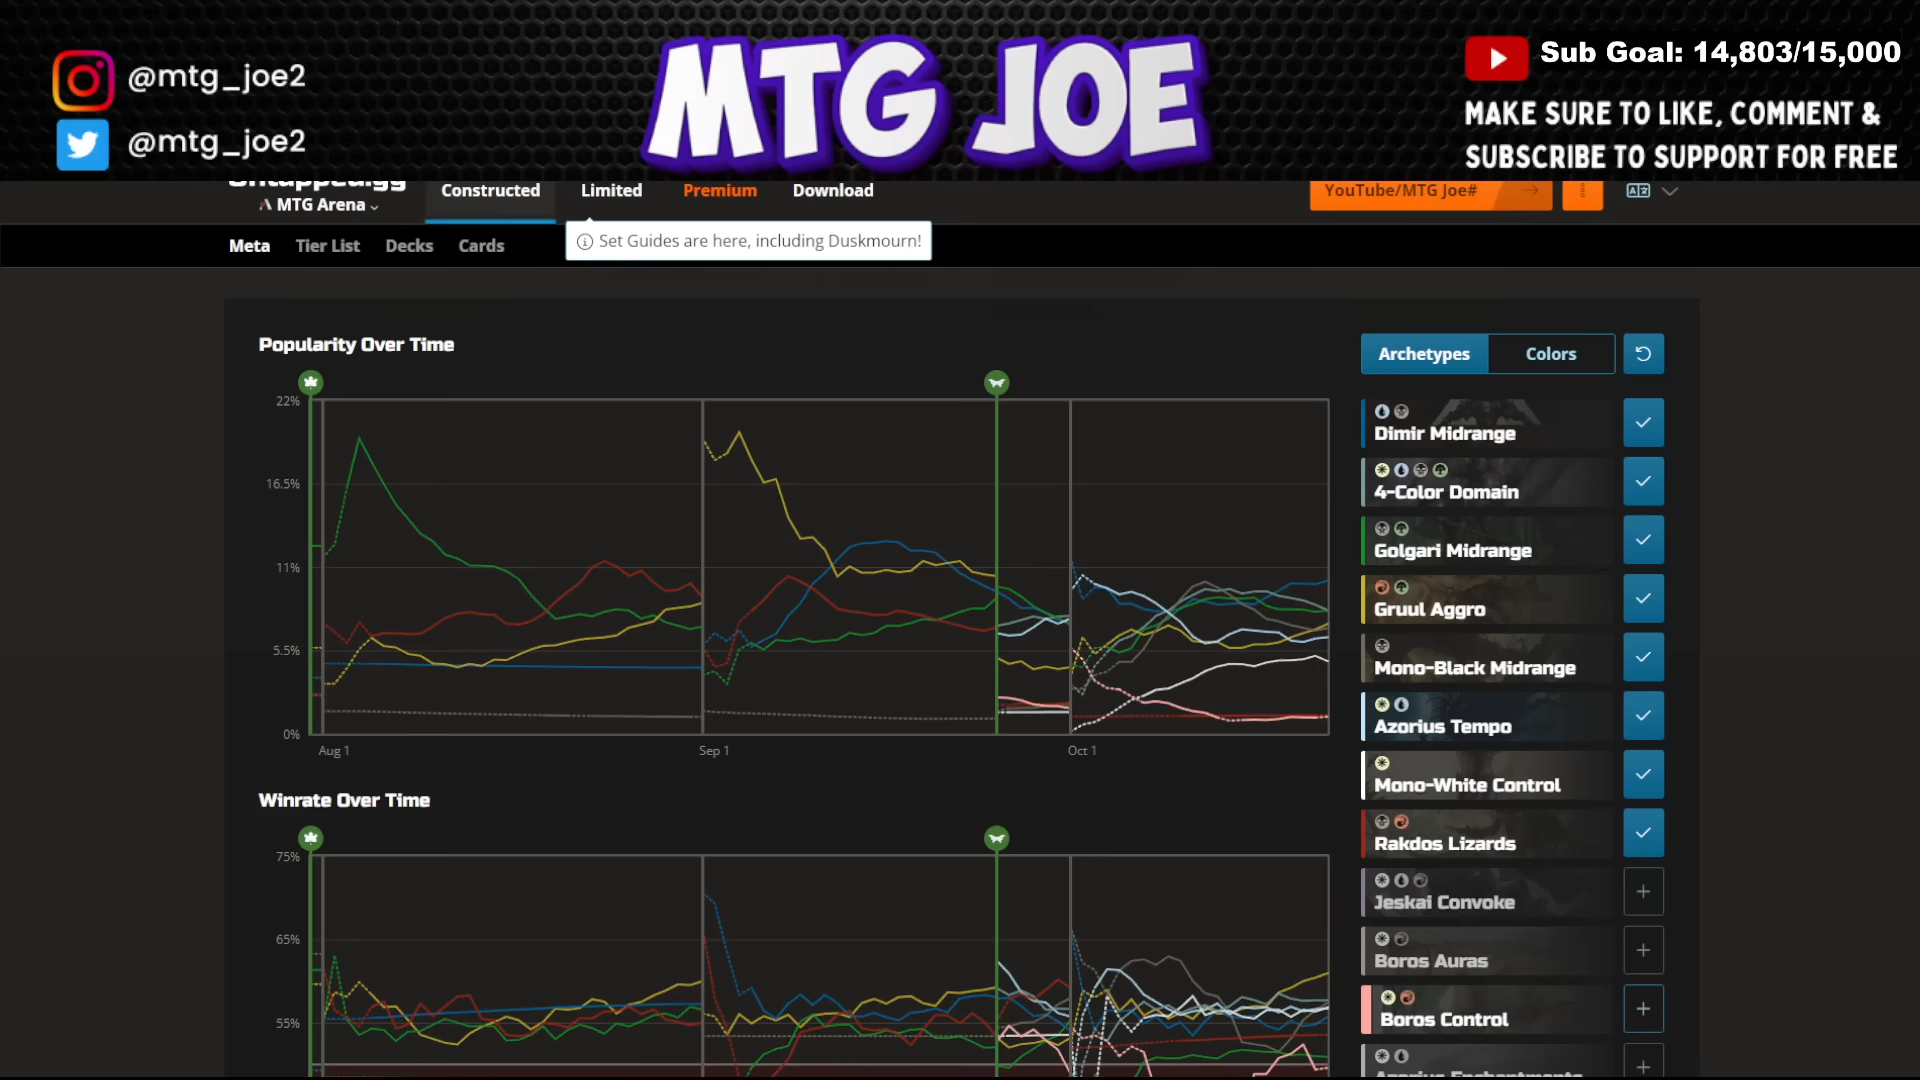 @mtg_joe2
@mtg_joe2
MTG JOE
Sub Goal: 14,803/15,000
MAKE SURE TO LIKE, COMMENT &
SUBSCRIBE TO SUPPORT FOR FREE
Untapped.gg
MTG Arena
Constructed
Limited
Premium
Download
YouTube/MTG Joe#
Meta
Tier List
Decks
Cards
Set Guides are here, including Duskmourn!
Popularity Over Time
22%
16.5%
11%
5.5%
0%
Aug 1
Sep 1
Oct 1
Winrate Over Time
75%
65%
55%
Archetypes
Colors
Dimir Midrange
4-Color Domain
Golgari Midrange
Gruul Aggro
Mono-Black Midrange
Azorius Tempo
Mono-White Control
Rakdos Lizards
Jeskai Convoke
Boros Auras
Boros Control
Azorius Enchantments